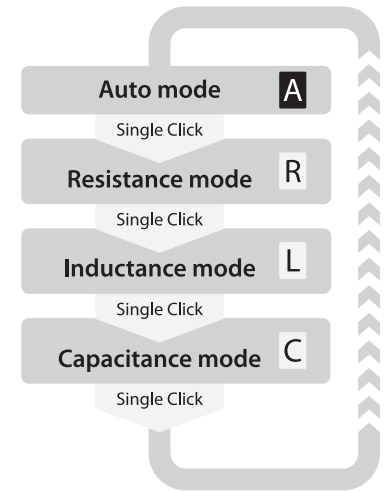 Auto mode A
Single Click
Resistance mode R
Single Click
Inductance mode L
Single Click
Capacitance mode C
Single Click